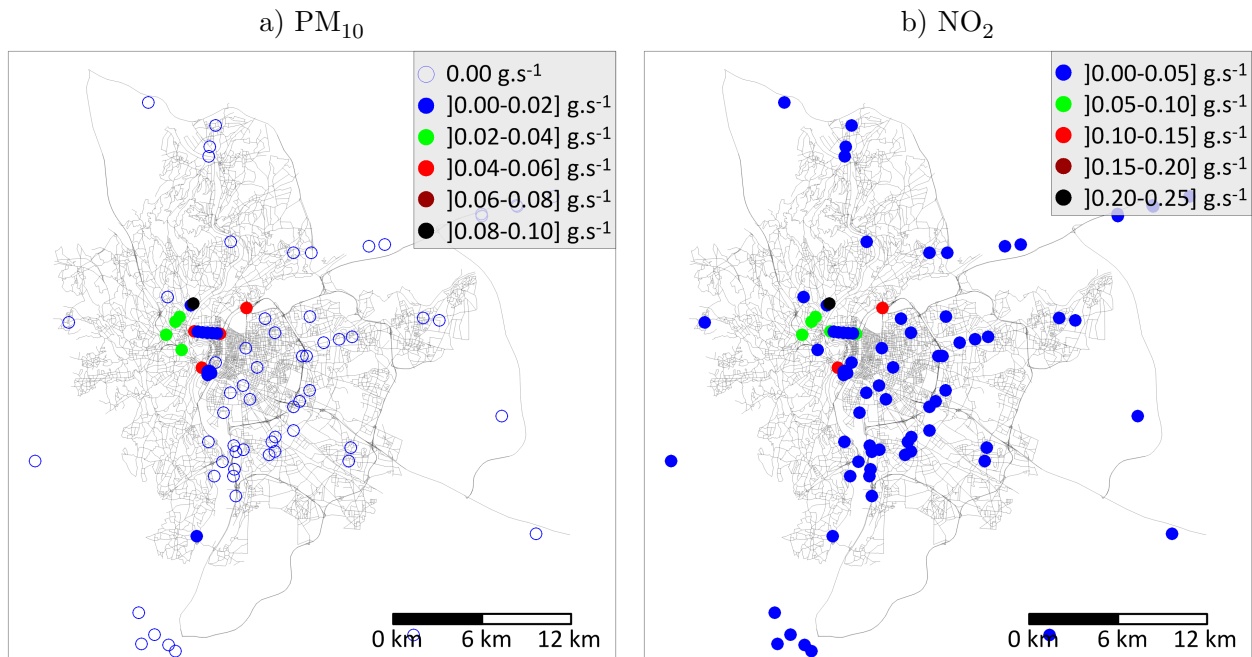 a) PM₁₀
0.00 g.s⁻¹
]0.00-0.02] g.s⁻¹
]0.02-0.04] g.s⁻¹
]0.04-0.06] g.s⁻¹
]0.06-0.08] g.s⁻¹
]0.08-0.10] g.s⁻¹
0 km 6 km 12 km
b) NO₂
]0.00-0.05] g.s⁻¹
]0.05-0.10] g.s⁻¹
]0.10-0.15] g.s⁻¹
]0.15-0.20] g.s⁻¹
]0.20-0.25] g.s⁻¹
0 km 6 km 12 km